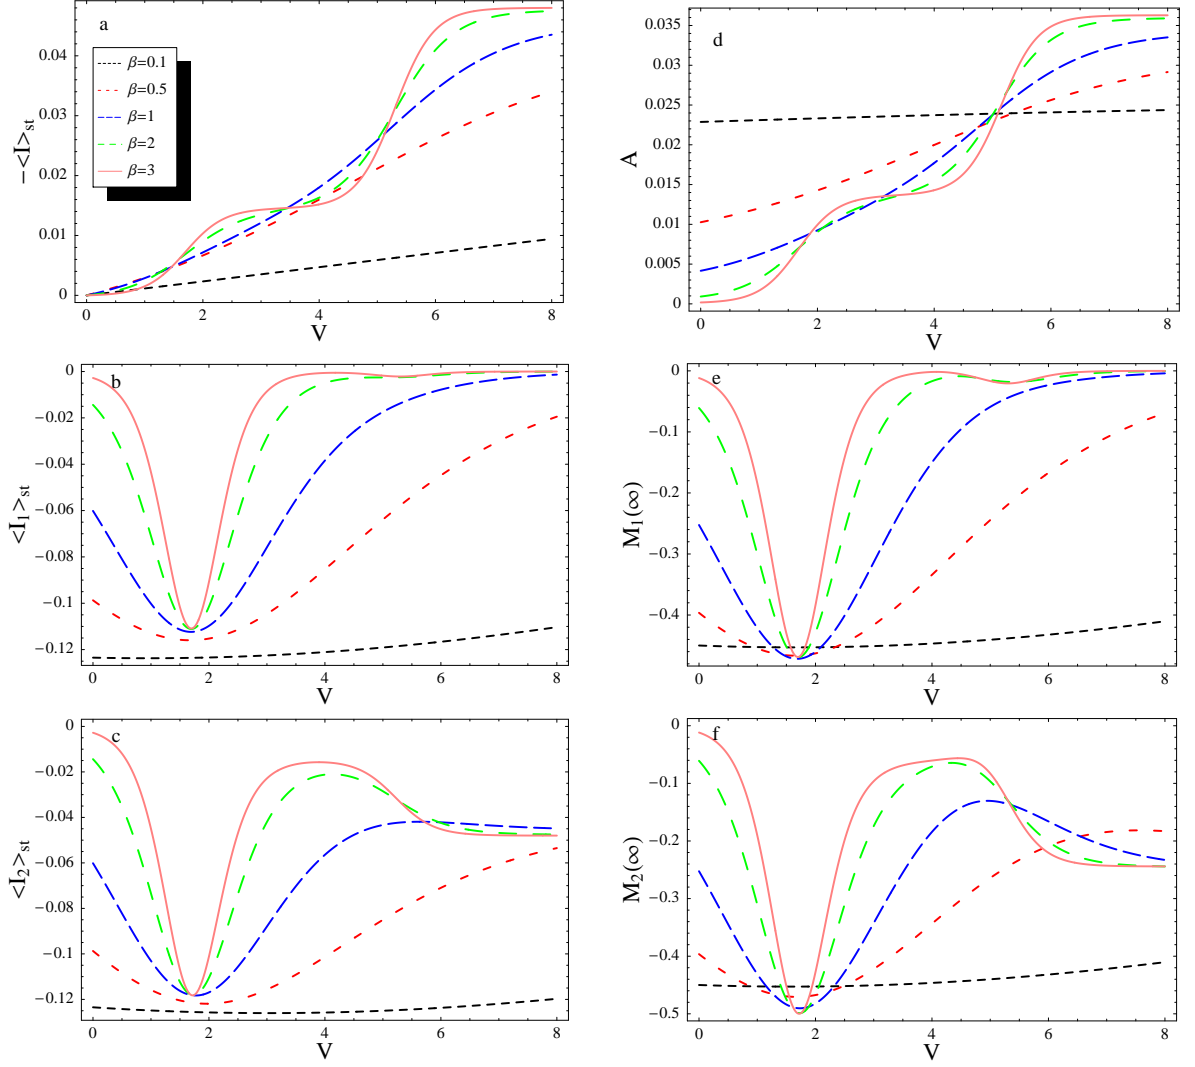 a
β=0.1
β=0.5
β=1
β=2
β=3
0.04
0.03
0.02
0.01
0
−<I>st
0 2 4 6 8
V
d
0.035
0.03
0.025
0.02
0.015
0.01
0.005
0
A
0 2 4 6 8
V
b
0
−0.02
−0.04
−0.06
−0.08
−0.1
−0.12
<I1>st
0 2 4 6 8
V
e
0
−0.1
−0.2
−0.3
−0.4
M1(∞)
0 2 4 6 8
V
c
0
−0.02
−0.04
−0.06
−0.08
−0.1
−0.12
<I2>st
0 2 4 6 8
V
f
0
−0.1
−0.2
−0.3
−0.4
−0.5
M2(∞)
0 2 4 6 8
V